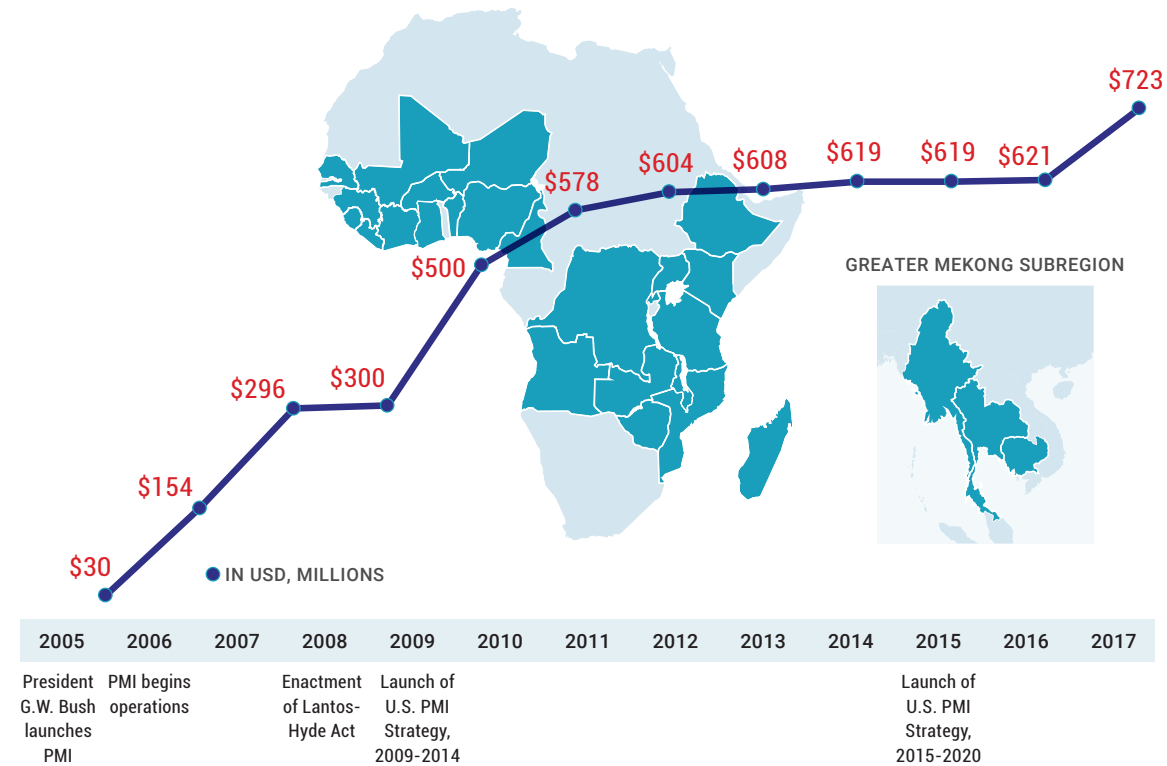 $723
$619
$619
$621
$608
$604
$578
$500
GREATER MEKONG SUBREGION
$300
$296
$154
$30
IN USD, MILLIONS
2005 2006 2007 2008 2009 2010 2011 2012 2013 2014 2015 2016 2017
President
G.W. Bush
launches
PMI
PMI begins
operations
Enactment
of Lantos-
Hyde Act
Launch of
U.S. PMI
Strategy,
2009-2014
Launch of
U.S. PMI
Strategy,
2015-2020